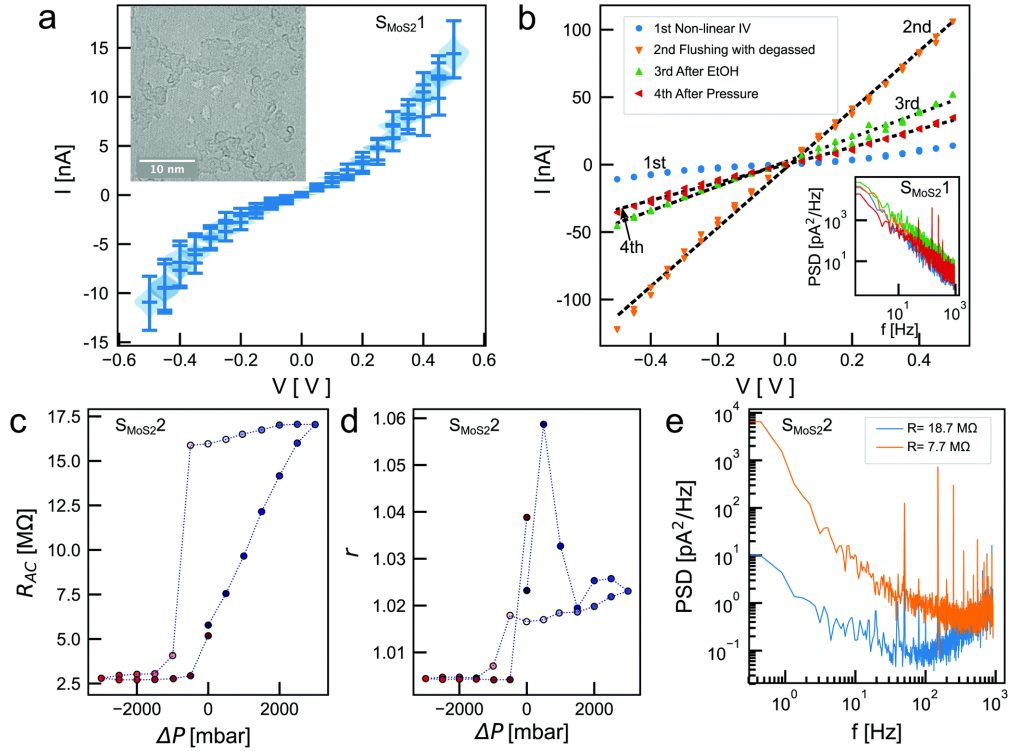 a
S_MoS2 1
10 nm
I [nA]
15
10
5
0
−5
−10
−15
−0.6
−0.4
−0.2
0.0
0.2
0.4
0.6
V [ V ]
b
1st Non-linear IV
2nd Flushing with degassed
3rd After EtOH
4th After Pressure
2nd
3rd
1st
4th
I [nA]
100
50
0
-50
-100
−0.4
−0.2
0.0
0.2
0.4
V [ V ]
S_MoS2 1
PSD [pA²/Hz]
10³
10¹
10¹
10³
f [Hz]
c
S_MoS2 2
R_AC [MΩ]
17.5
15.0
12.5
10.0
7.5
5.0
2.5
−2000
0
2000
ΔP [mbar]
d
S_MoS2 2
r
1.06
1.05
1.04
1.03
1.02
1.01
−2000
0
2000
ΔP [mbar]
e
S_MoS2 2
R= 18.7 MΩ
R= 7.7 MΩ
PSD [pA²/Hz]
10⁴
10³
10²
10¹
10⁰
10⁻¹
10⁰
10¹
10²
10³
f [Hz]